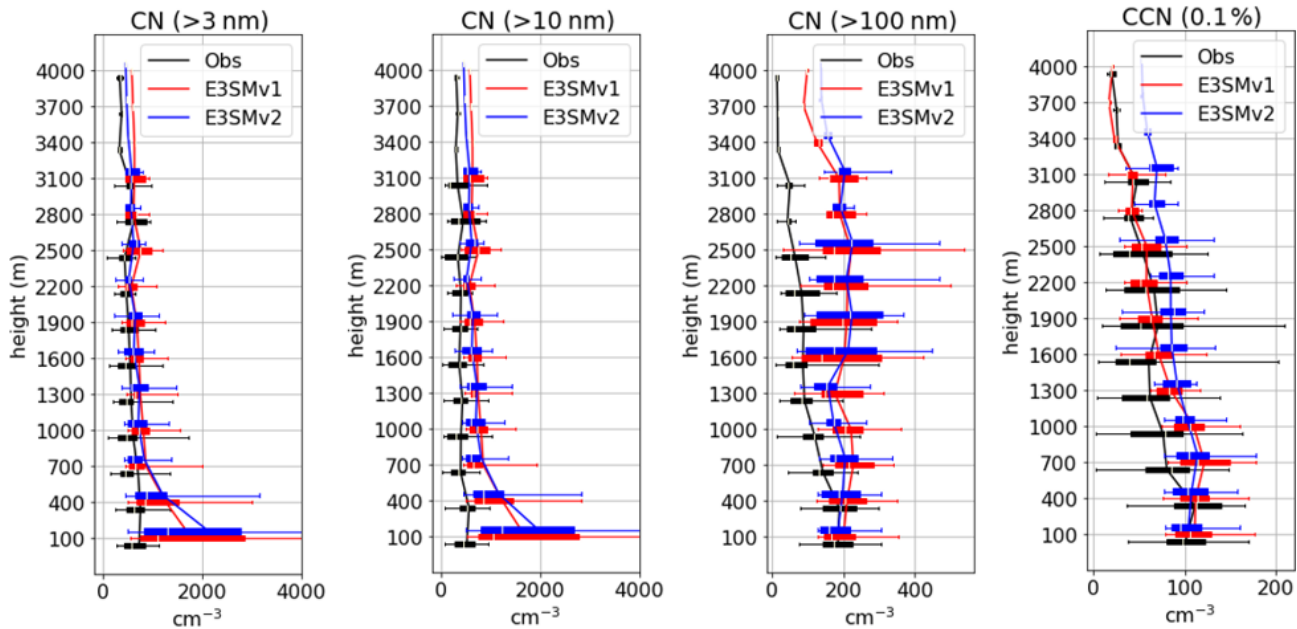 CN (>3 nm)
Obs
E3SMv1
E3SMv2
4000
3700
3400
3100
2800
2500
2200
1900
1600
1300
1000
700
400
100
height (m)
0 2000 4000
cm⁻³
CN (>10 nm)
Obs
E3SMv1
E3SMv2
4000
3700
3400
3100
2800
2500
2200
1900
1600
1300
1000
700
400
100
height (m)
0 2000 4000
cm⁻³
CN (>100 nm)
Obs
E3SMv1
E3SMv2
4000
3700
3400
3100
2800
2500
2200
1900
1600
1300
1000
700
400
100
height (m)
0 200 400
cm⁻³
CCN (0.1 %)
Obs
E3SMv1
E3SMv2
4000
3700
3400
3100
2800
2500
2200
1900
1600
1300
1000
700
400
100
height (m)
0 100 200
cm⁻³